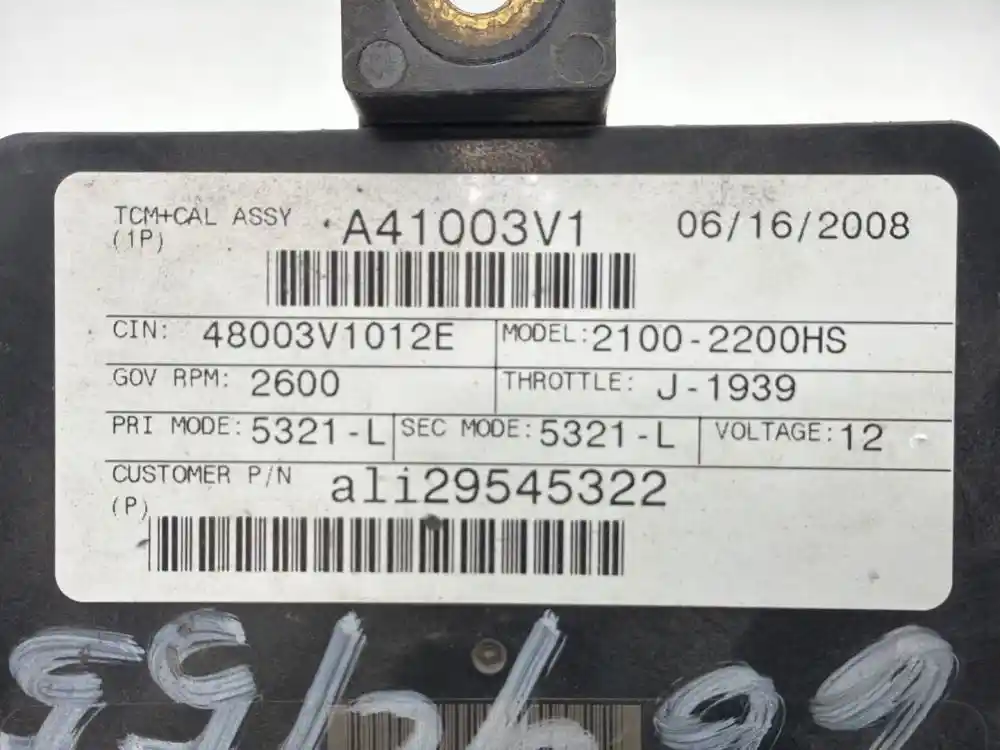 TCM+CAL ASSY A41003V1 06/16/2008
(1P)
CIN: 48003V1012E MODEL: 2100-2200HS
GOV RPM: 2600 THROTTLE: J-1939
PRI MODE: 5321-L SEC MODE: 5321-L VOLTAGE: 12
CUSTOMER P/N ali29545322
(P)